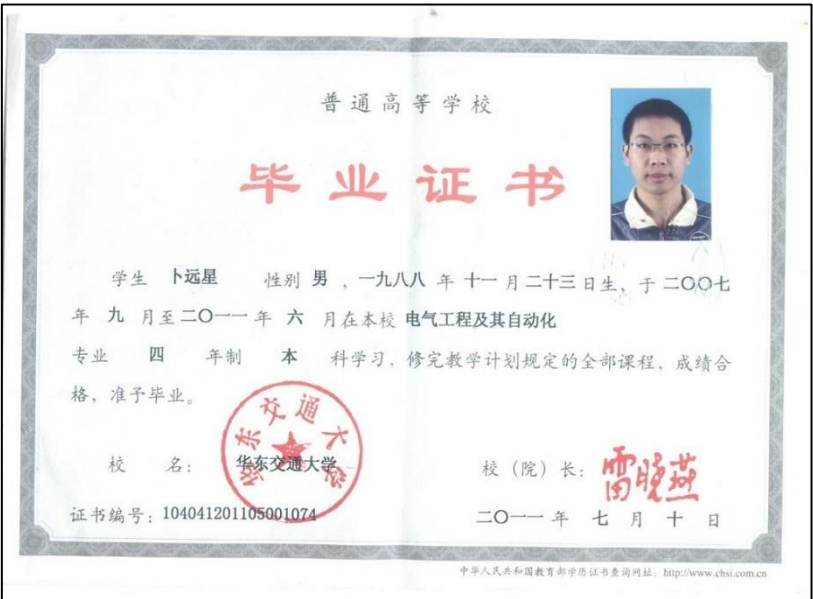 普通高等学校
毕业证书
学生 卜远星 性别 男 ，一九八八 年 十一 月 二十三 日生，于 二〇〇七
年 九 月至 二〇一一 年 六 月在本校 电气工程及其自动化
专业 四 年制 本 科学习，修完教学计划规定的全部课程，成绩合
格，准予毕业。
华东交通大学
校 名： 华东交通大学
校（院）长： 雷晓燕
证书编号：104041201105001074
二〇一一 年 七 月 十 日
中华人民共和国教育部学历证书查询网址：http://www.chsi.com.cn